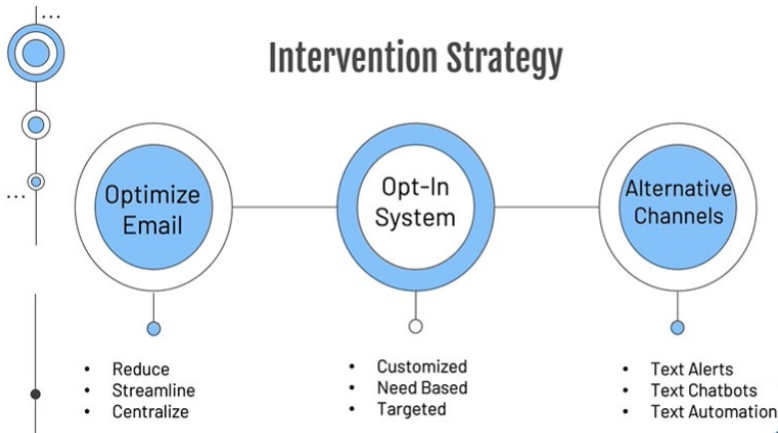 Intervention Strategy
Optimize
Email
Opt-In
System
Alternative
Channels
• Reduce
• Streamline
• Centralize
• Customized
• Need Based
• Targeted
• Text Alerts
• Text Chatbots
• Text Automation